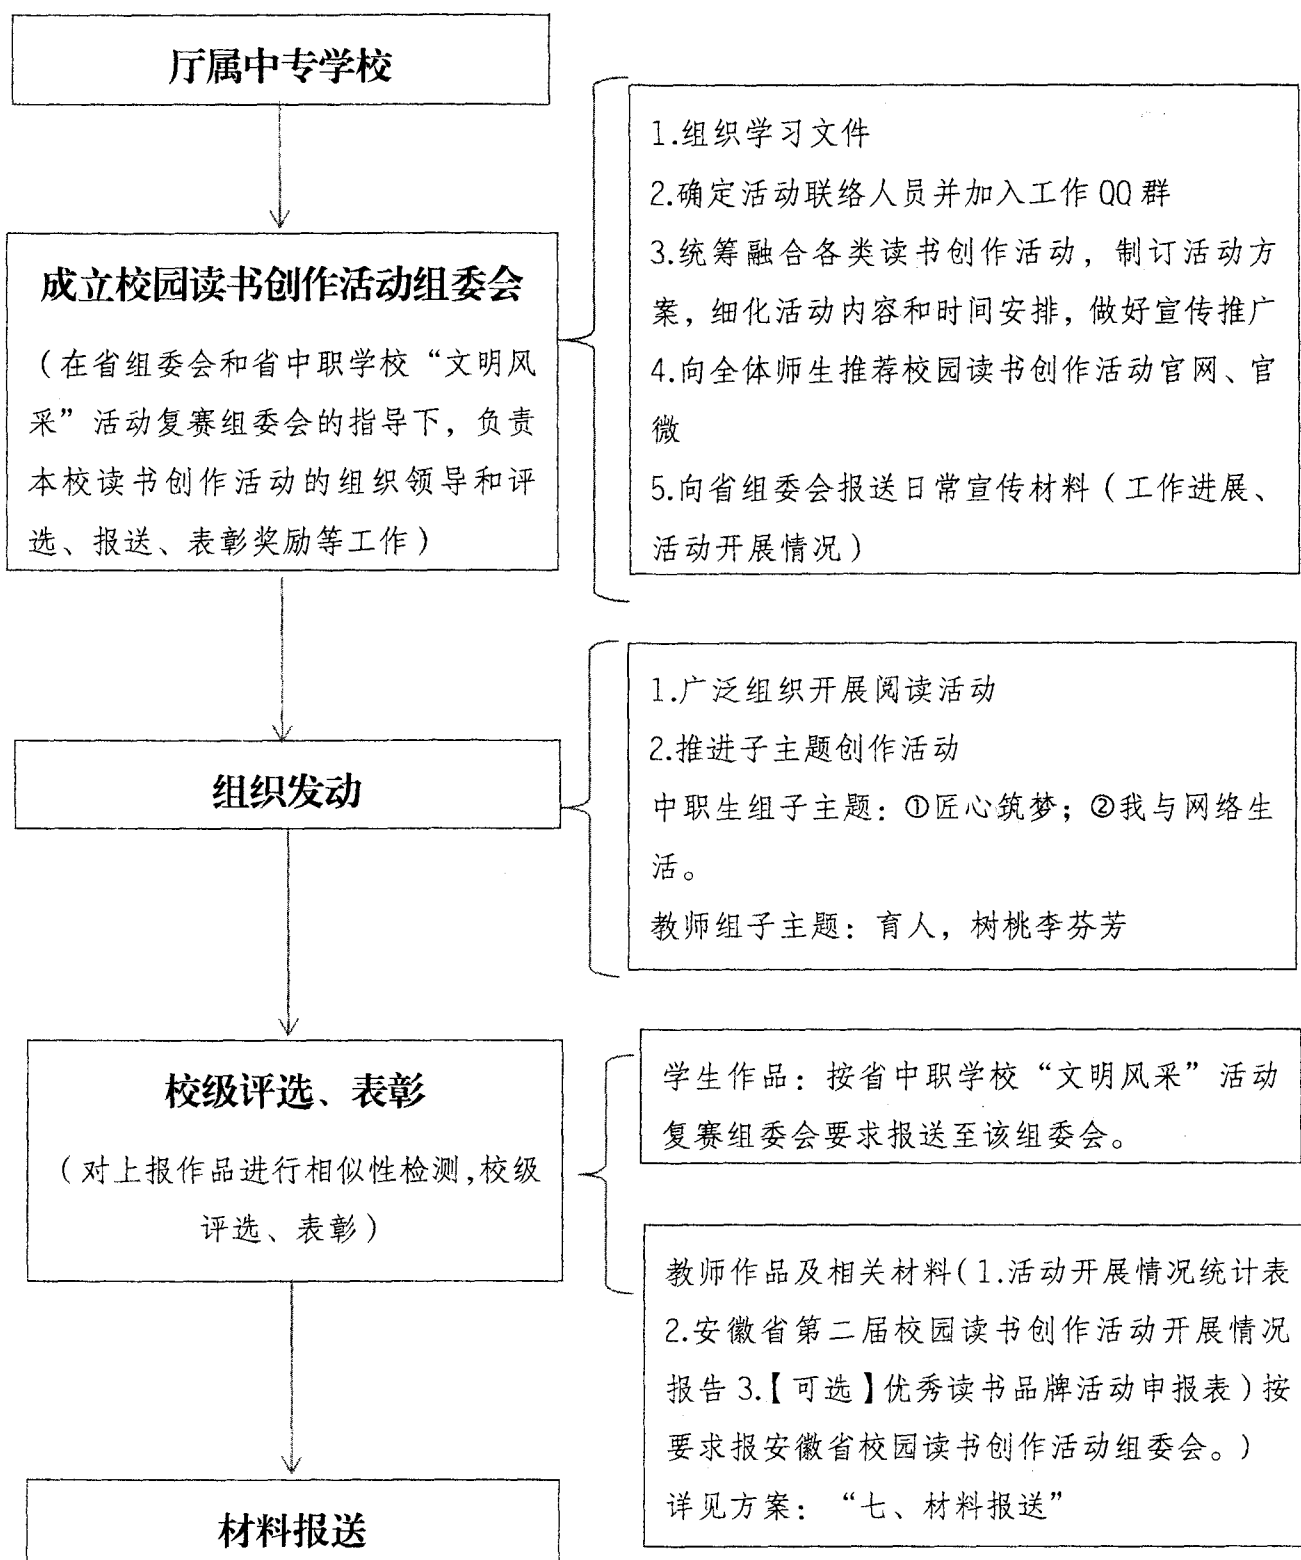 厅属中专学校
成立校园读书创作活动组委会
（在省组委会和省中职学校“文明风
采”活动复赛组委会的指导下，负责
本校读书创作活动的组织领导和评
选、报送、表彰奖励等工作）
1.组织学习文件
2.确定活动联络人员并加入工作 QQ 群
3.统筹融合各类读书创作活动，制订活动方
案，细化活动内容和时间安排，做好宣传推广
4.向全体师生推荐校园读书创作活动官网、官
微
5.向省组委会报送日常宣传材料（工作进展、
活动开展情况）
组织发动
1.广泛组织开展阅读活动
2.推进子主题创作活动
中职生组子主题：①匠心筑梦；②我与网络生
活。
教师组子主题：育人，树桃李芬芳
校级评选、表彰
（对上报作品进行相似性检测,校级
评选、表彰）
学生作品：按省中职学校“文明风采”活动
复赛组委会要求报送至该组委会。
教师作品及相关材料（1.活动开展情况统计表
2.安徽省第二届校园读书创作活动开展情况
报告 3.【可选】优秀读书品牌活动申报表）按
要求报安徽省校园读书创作活动组委会。）
详见方案：“七、材料报送”
材料报送